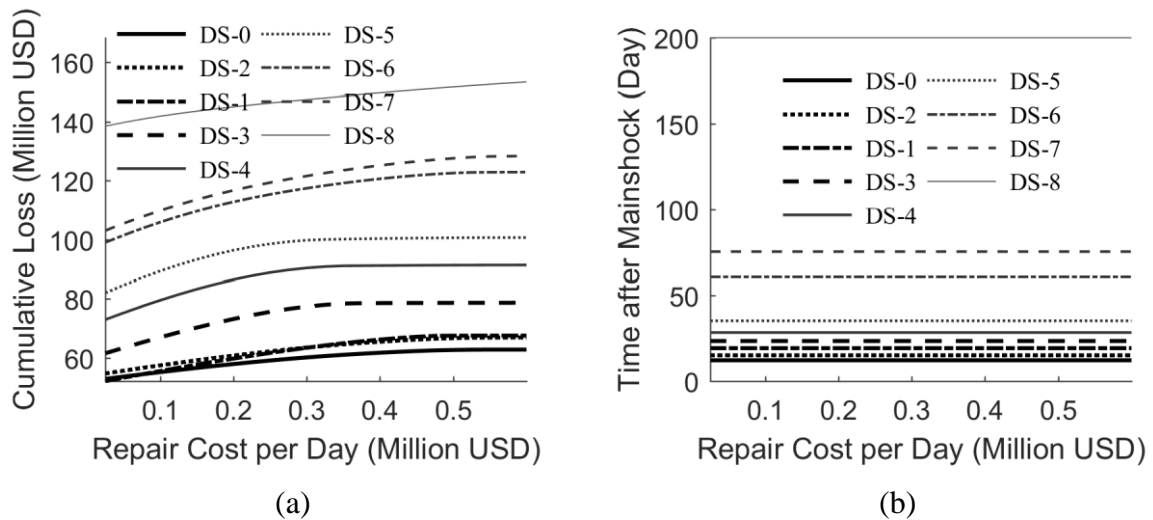 Cumulative Loss (Million USD)
160
140
120
100
80
60
DS-0
DS-2
DS-1
DS-3
DS-4
DS-5
DS-6
DS-7
DS-8
0.1 0.2 0.3 0.4 0.5
Repair Cost per Day (Million USD)
(a)
Time after Mainshock (Day)
200
150
100
50
0
DS-0
DS-2
DS-1
DS-3
DS-4
DS-5
DS-6
DS-7
DS-8
0.1 0.2 0.3 0.4 0.5
Repair Cost per Day (Million USD)
(b)